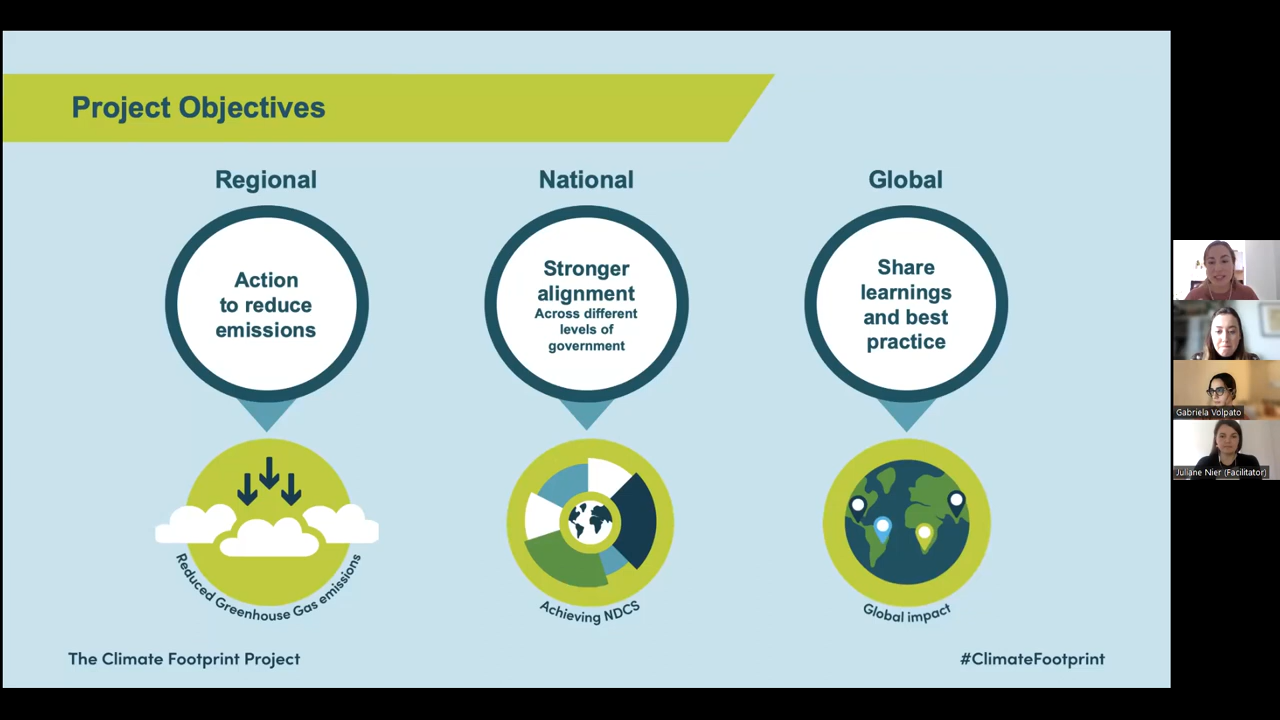 Project Objectives
Regional
National
Global
Action
to reduce
emissions
Stronger
alignment
Across different
levels of
government
Share
learnings
and best
practice
Reduced Greenhouse Gas emissions
Achieving NDCS
Global impact
The Climate Footprint Project
#ClimateFootprint
Gabriela Volpato
Juliane Nier (Facilitator)